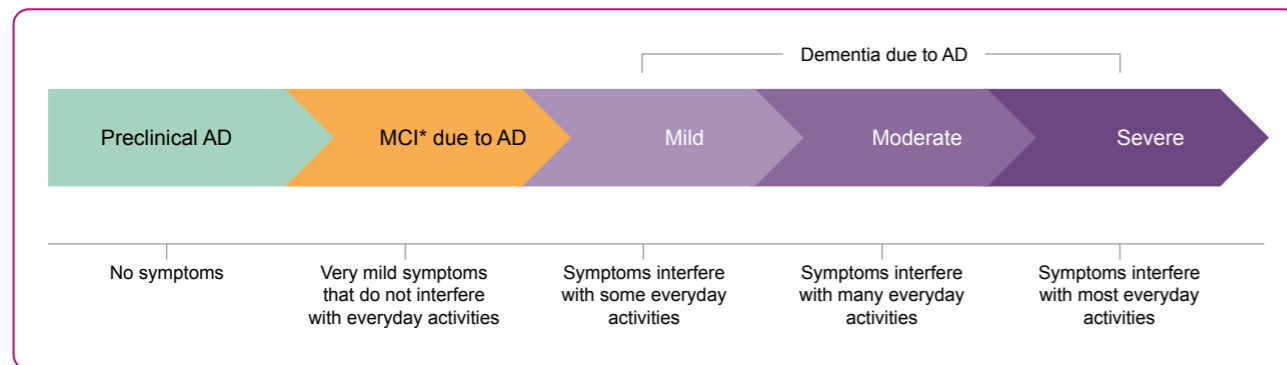 Dementia due to AD
Preclinical AD
MCI* due to AD
Mild
Moderate
Severe
No symptoms
Very mild symptoms
that do not interfere
with everyday activities
Symptoms interfere
with some everyday
activities
Symptoms interfere
with many everyday
activities
Symptoms interfere
with most everyday
activities